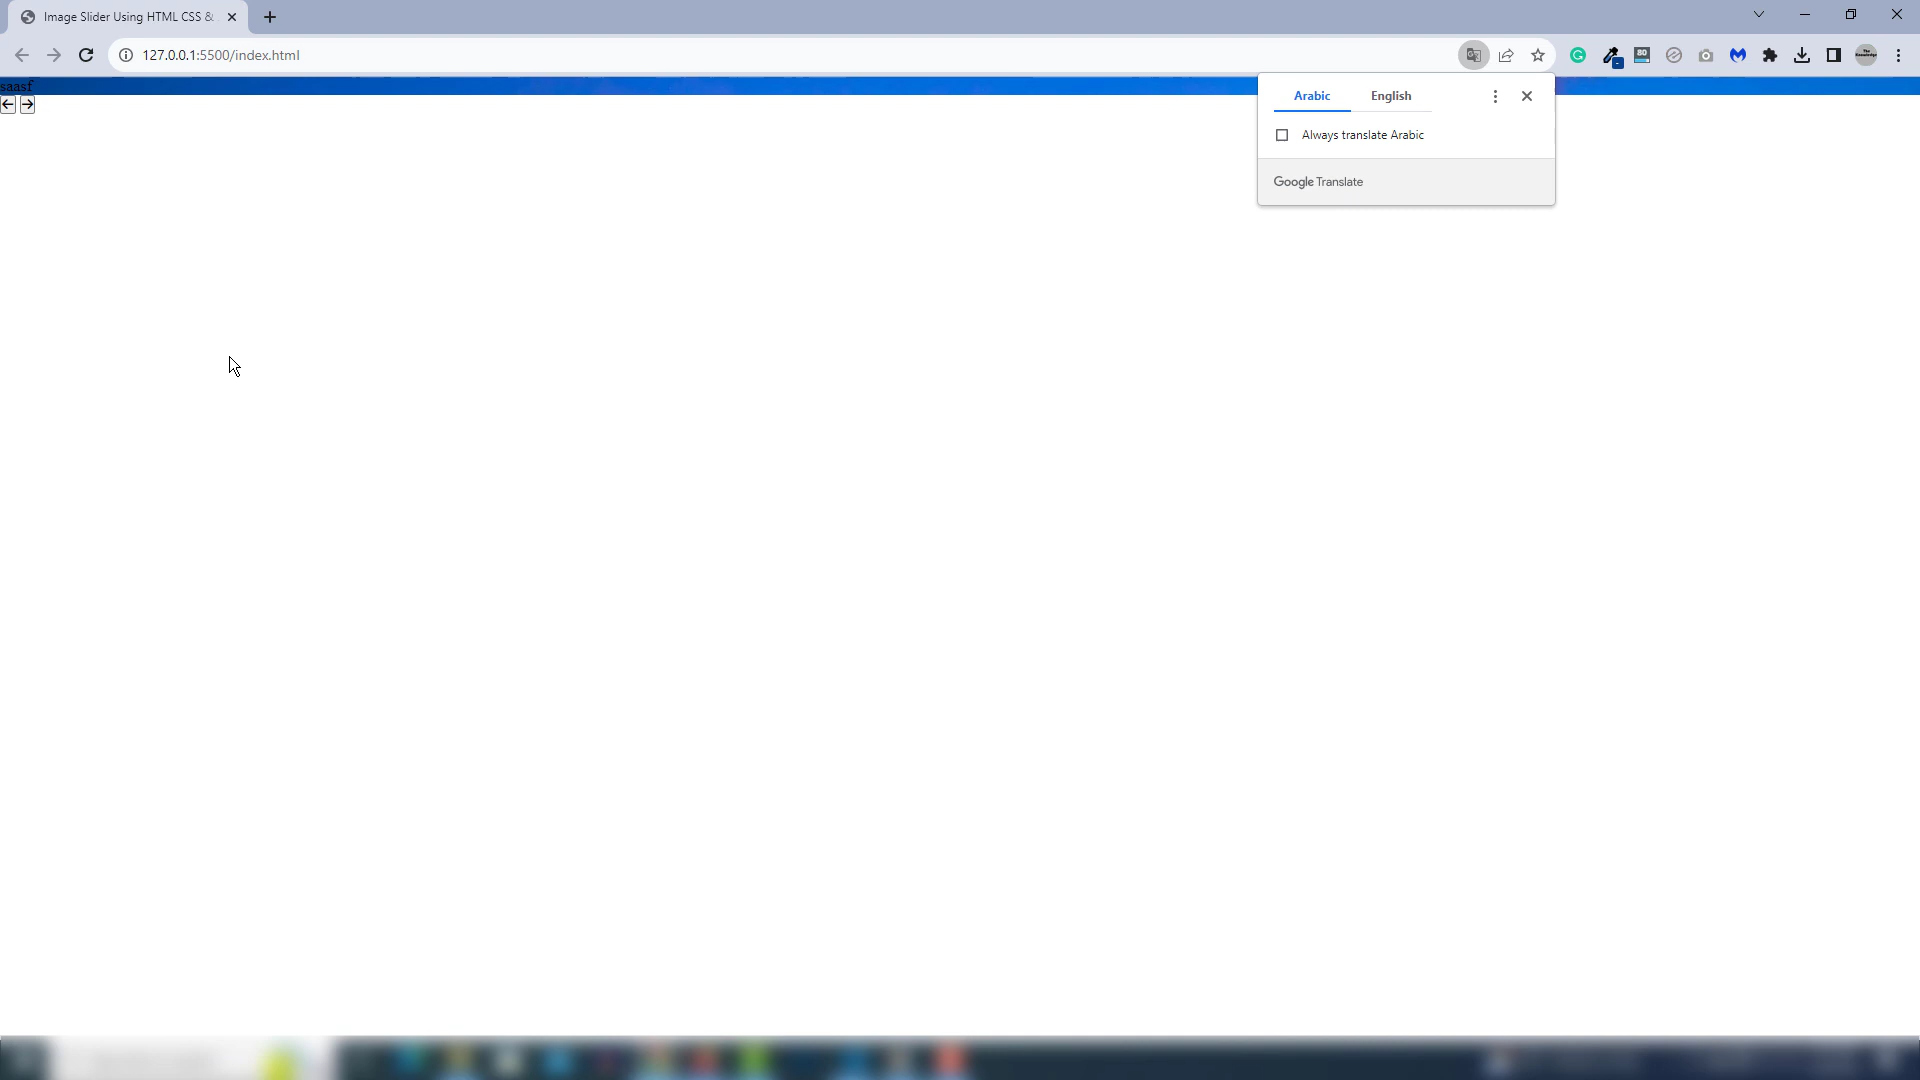 Image Slider Using HTML CSS &
127.0.0.1:5500/index.html
80
saasf
Arabic
English
Always translate Arabic
Google Translate